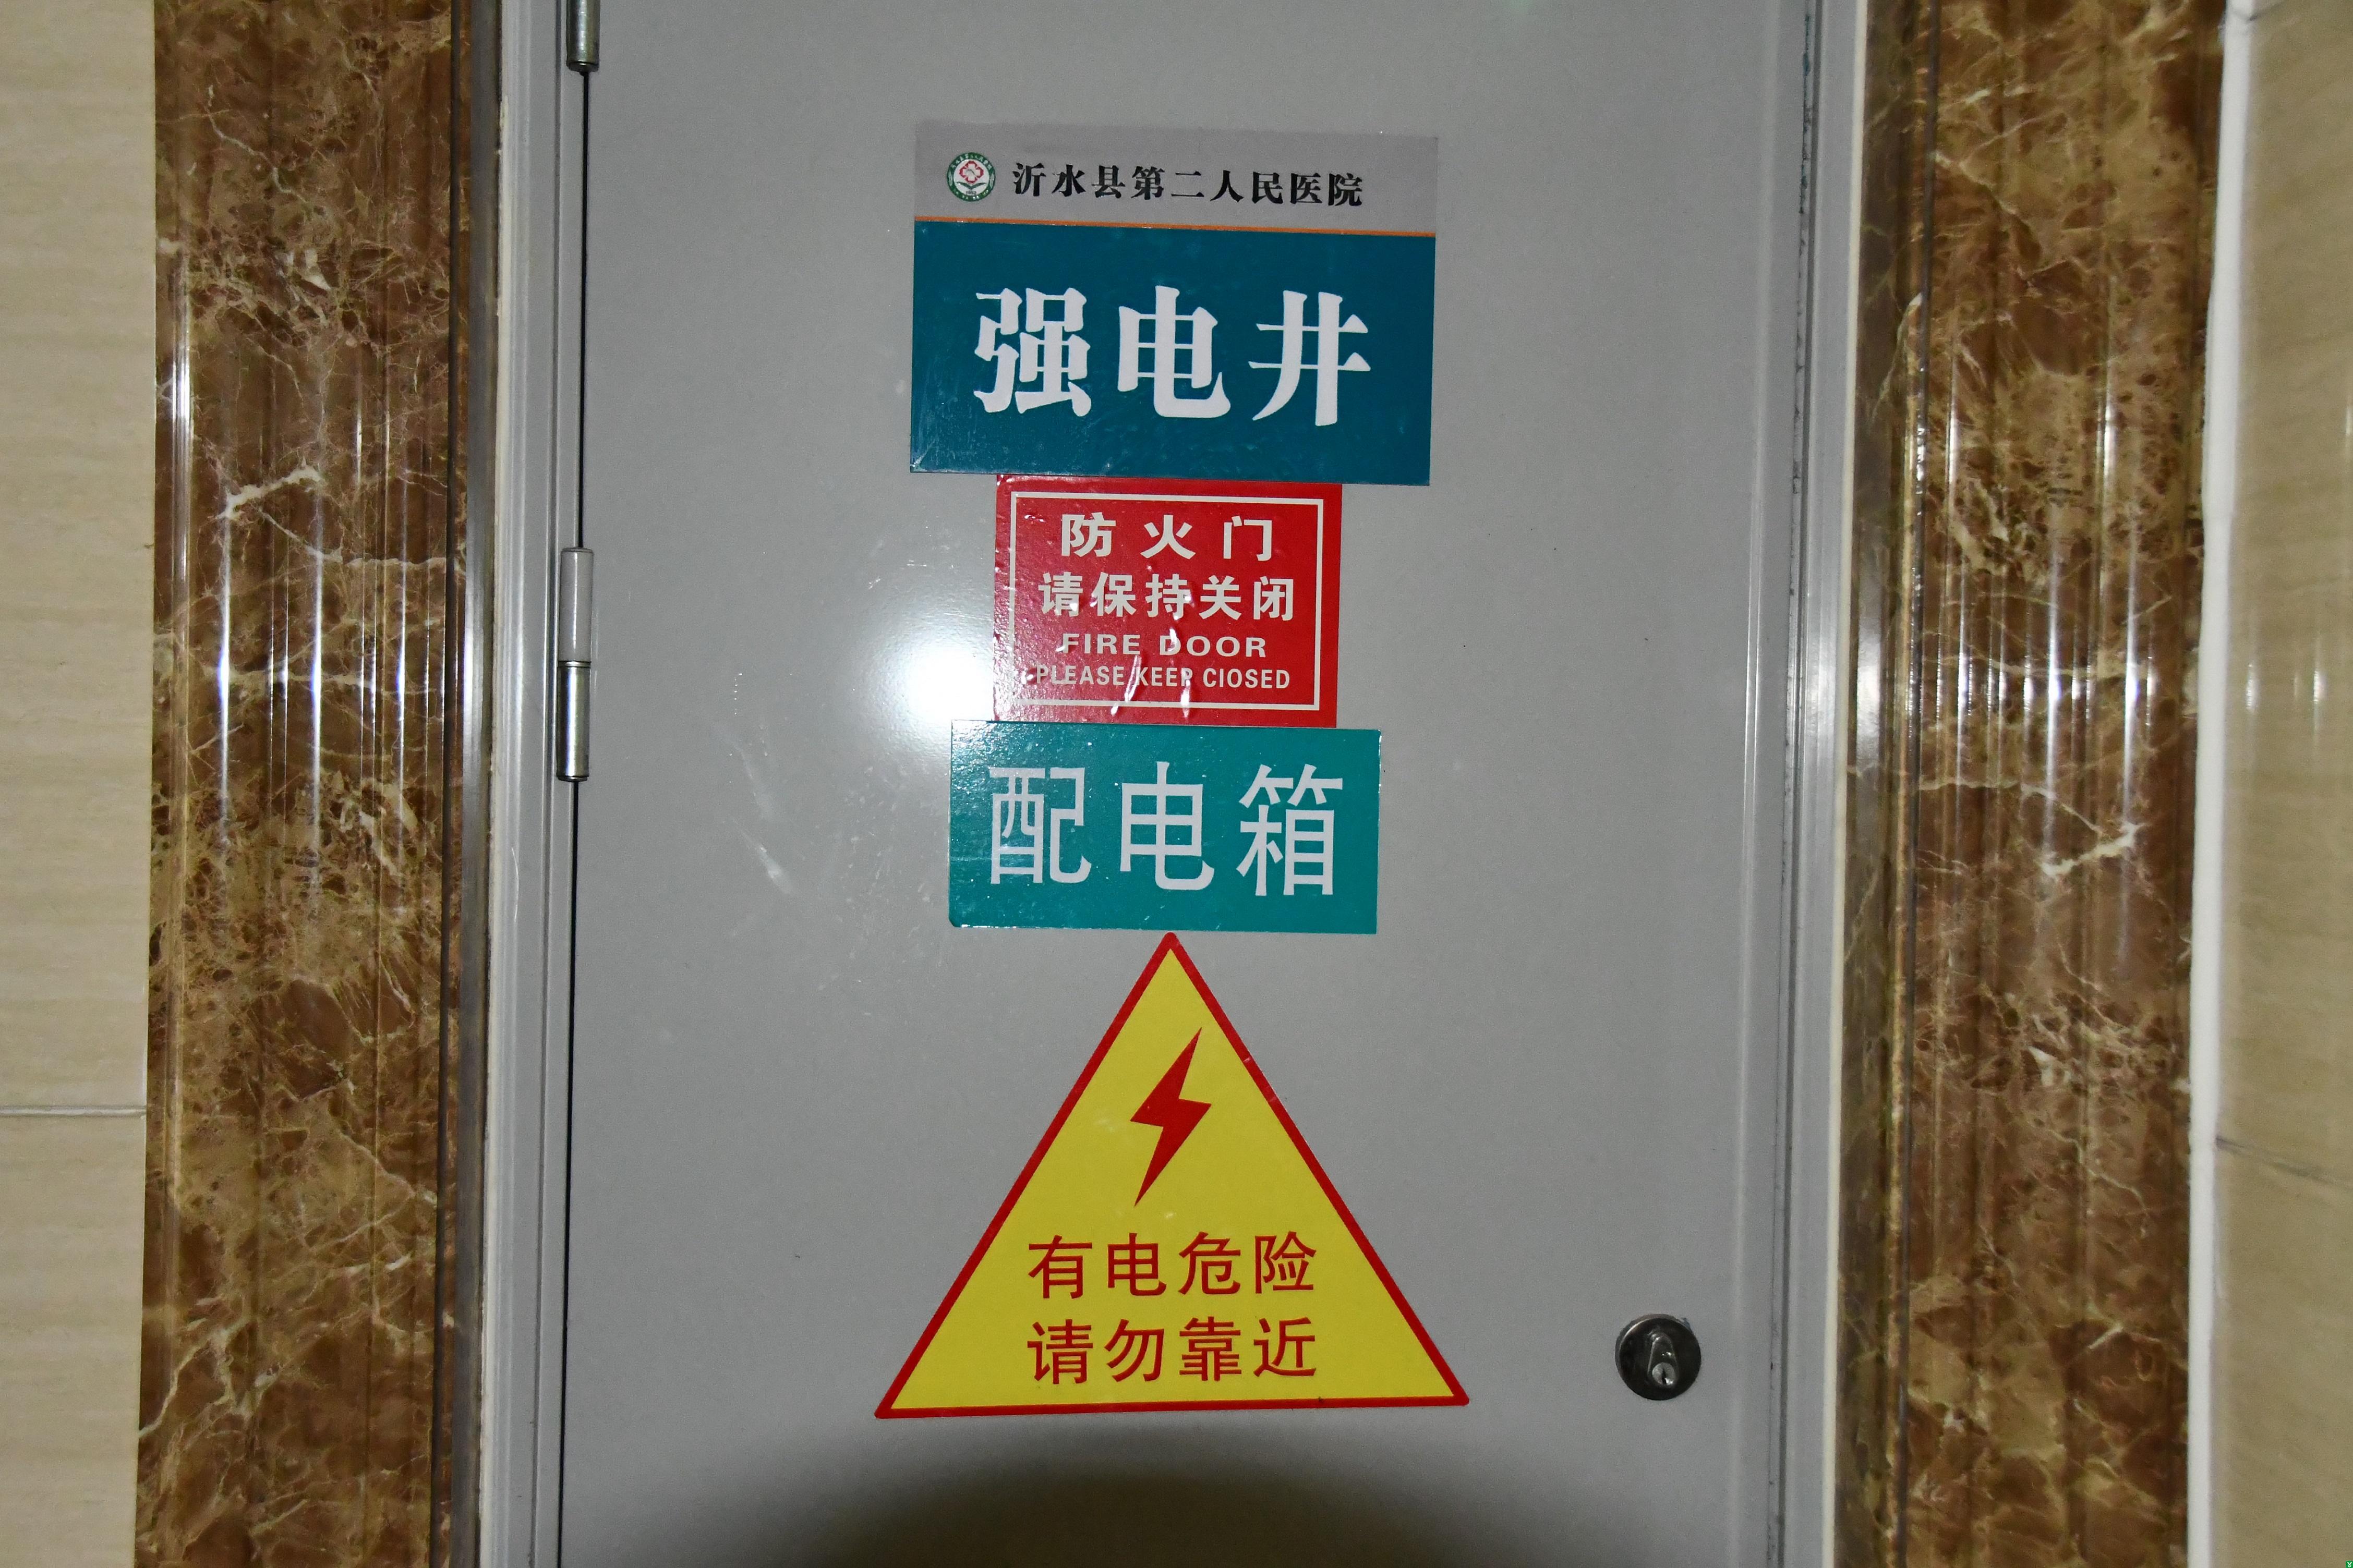 沂水县第二人民医院
强电井
防火门
请保持关闭
FIRE DOOR
PLEASE KEEP CIOSED
配电箱
有电危险
请勿靠近